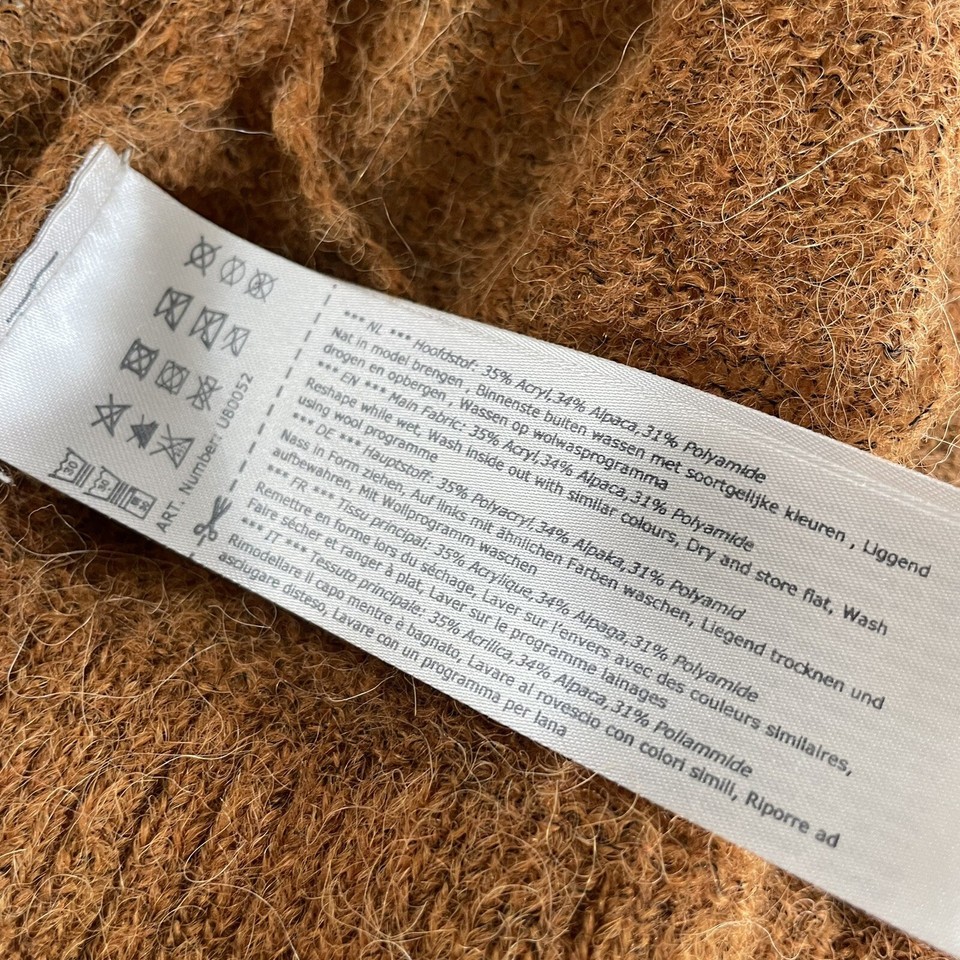 *** NL *** Hoofdstof: 35% Acryl,34% Alpaca,31% Polyamide
Nat in model brengen , Binnenste buiten wassen met soortgelijke kleuren , Liggend
drogen en opbergen , Wassen op wolwasprogramma
*** EN *** Main Fabric: 35% Acryl,34% Alpaca,31% Polyamide
Reshape while wet, Wash inside out with similar colours, Dry and store flat, Wash
using wool programme
*** DE *** Hauptstoff: 35% Polyacryl,34% Alpaka,31% Polyamid
Nass in Form ziehen, Auf links mit ähnlichen Farben waschen, Liegend trocknen und
aufbewahren, Mit Wollprogramm waschen
*** FR *** Tissu principal: 35% Acrylique,34% Alpaga,31% Polyamide
Remettre en forme lors du séchage, Laver sur l'envers avec des couleurs similaires,
Faire sécher et ranger à plat, Laver sur le programme lainages
*** IT *** Tessuto principale: 35% Acrilica,34% Alpaca,31% Poliammide
Rimodellare il capo mentre è bagnato, Lavare al rovescio con colori simili, Riporre ad
asciugare disteso, Lavare con un programma per lana
ART. Number: UB0052
30